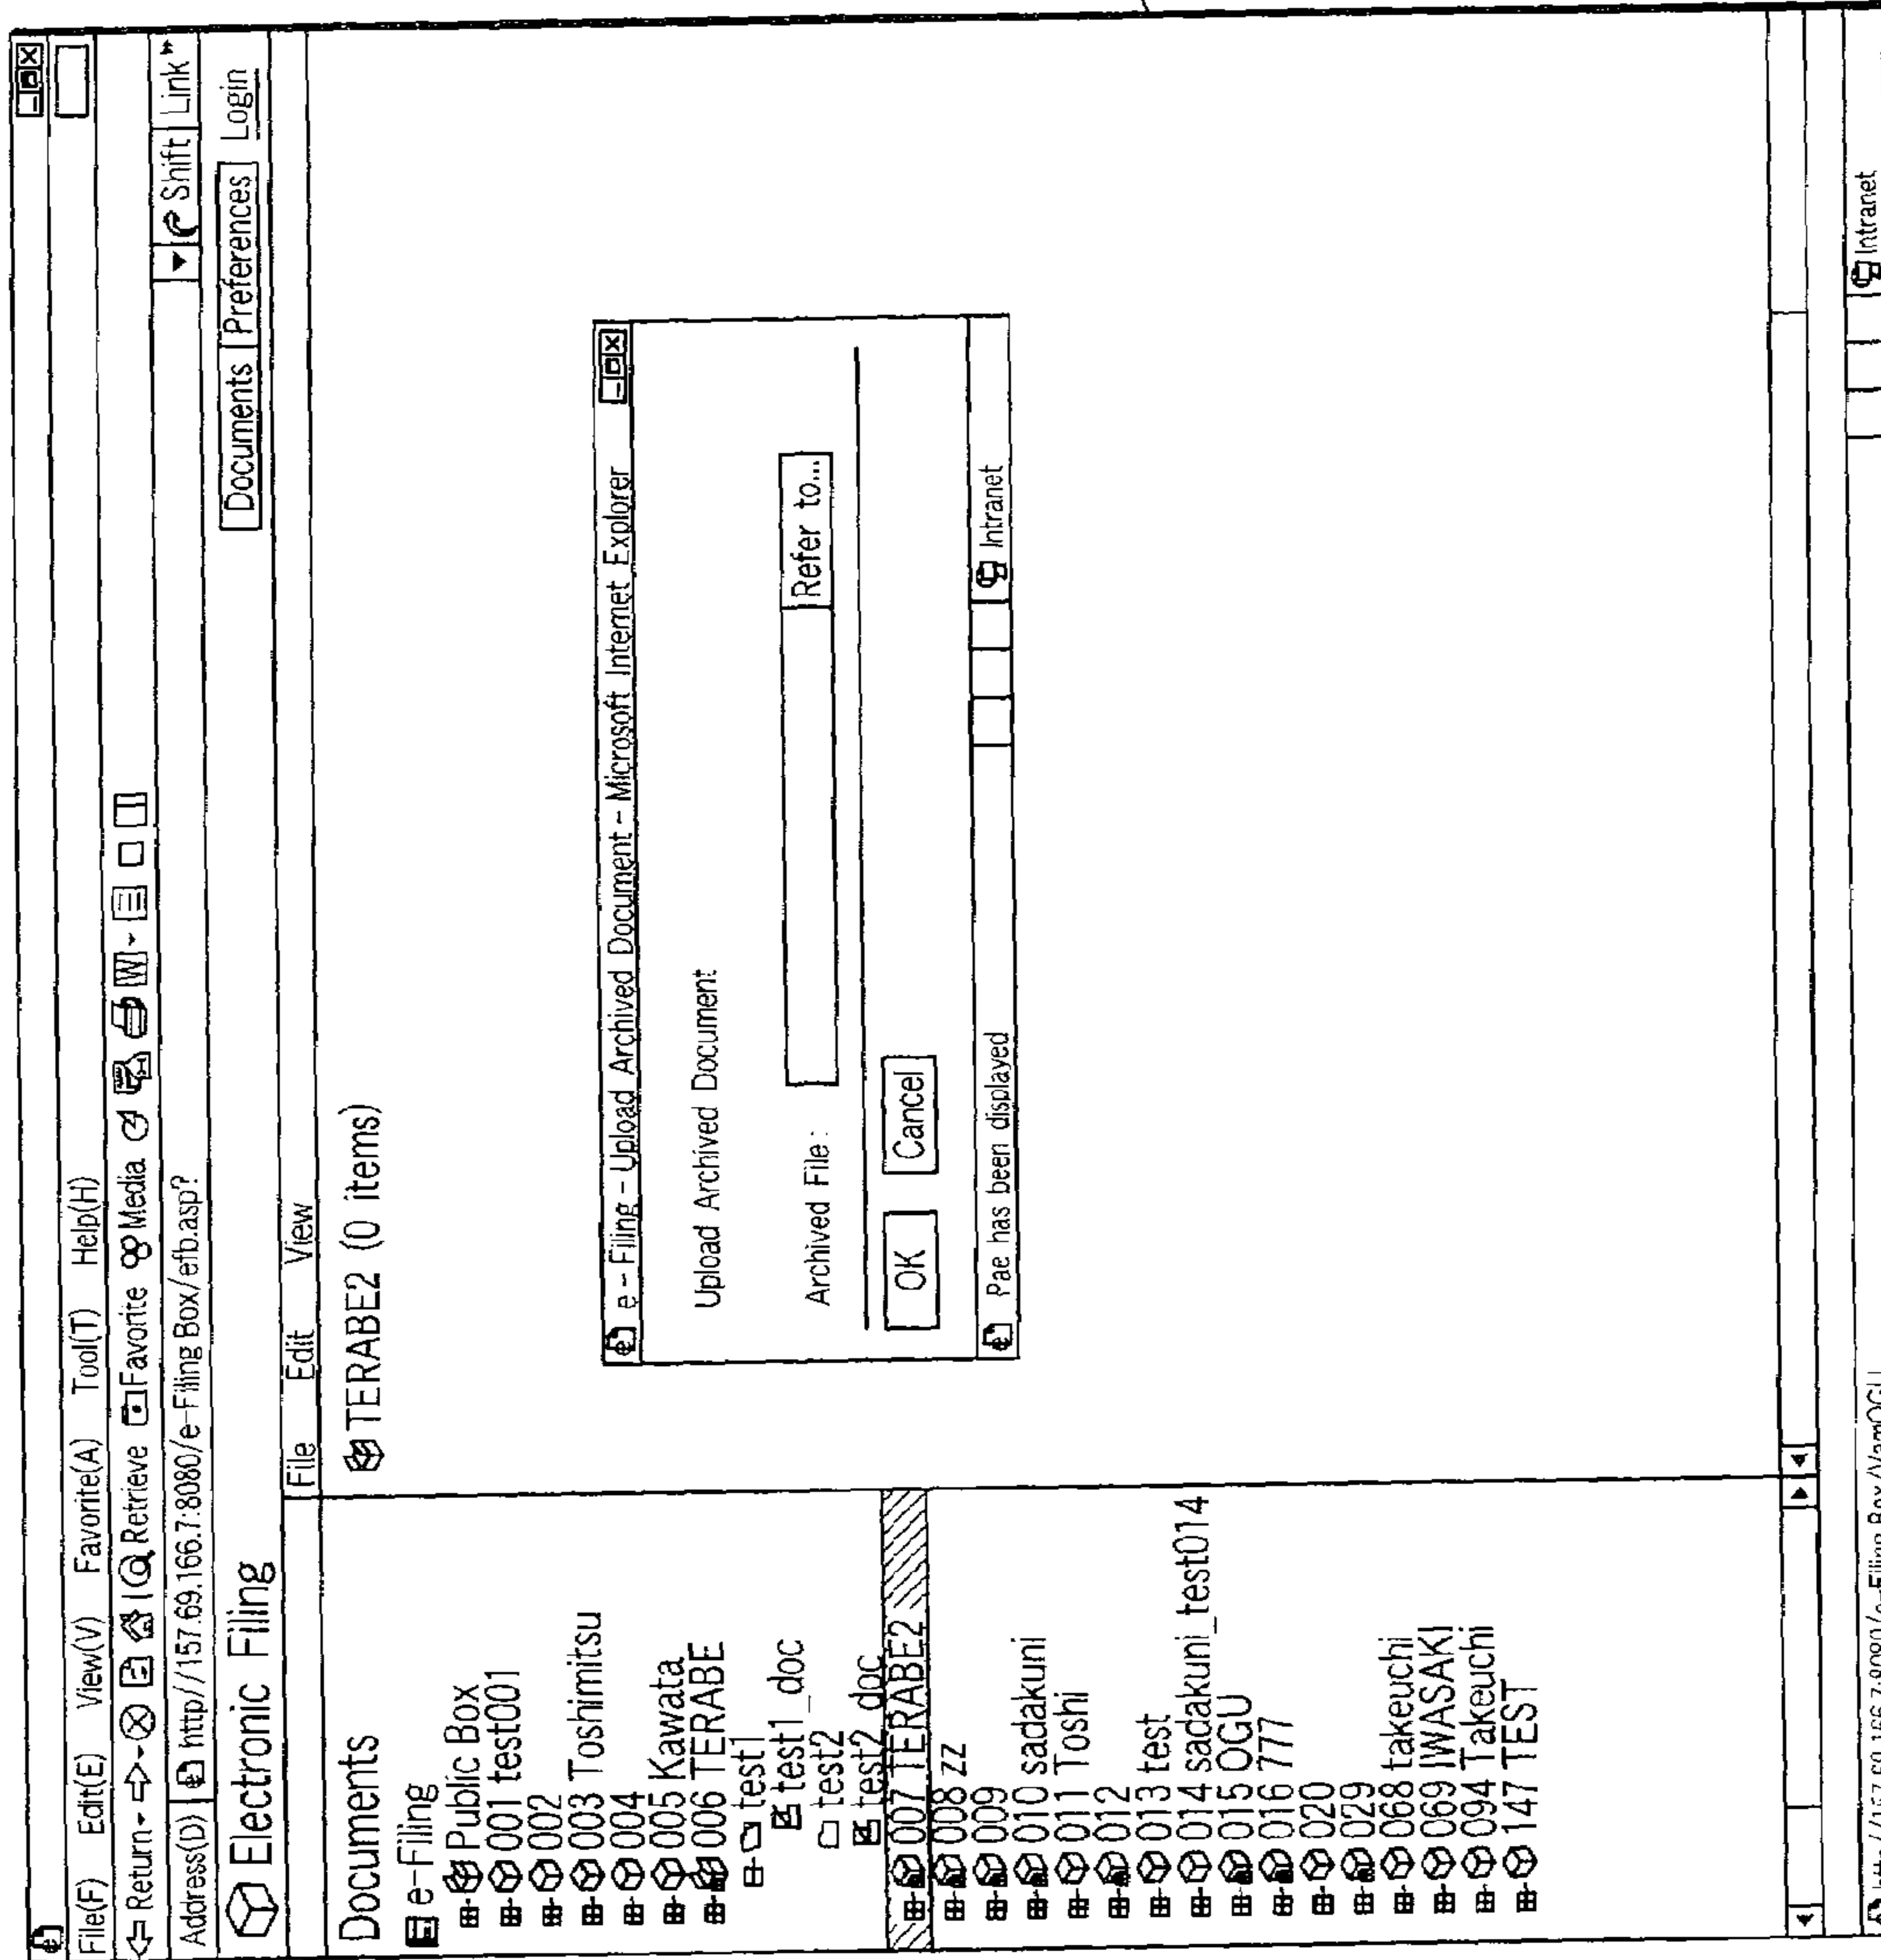 File(F) Edit(E) View(V) Favorite(A) Tool(T) Help(H)
Return Retrieve Favorite Media W
Address(D) http//157.69.166.7:8080/e-Filing Box/efb.asp? Shift Link
Electronic Filing
Documents Preferences Login
File Edit View
Documents
e-Filing
Public Box
001 test001
002
003 Toshimitsu
004
005 Kawata
006 TERABE
test1
test1_doc
test2
test2_doc
007 TERABE2
008 zz
009
010 sadakuni
011 Toshi
012
013 test
014 sadakuni_test014
015 OGU
016 777
020
029
068 takeuchi
069 IWASAKI
094 Takeuchi
147 TEST
TERABE2 (0 items)
e - Filing - Upload Archived Document - Microsoft Internet Explorer
Upload Archived Document
Archived File : Refer to...
OK Cancel
Pae has been displayed Intranet
Intranet